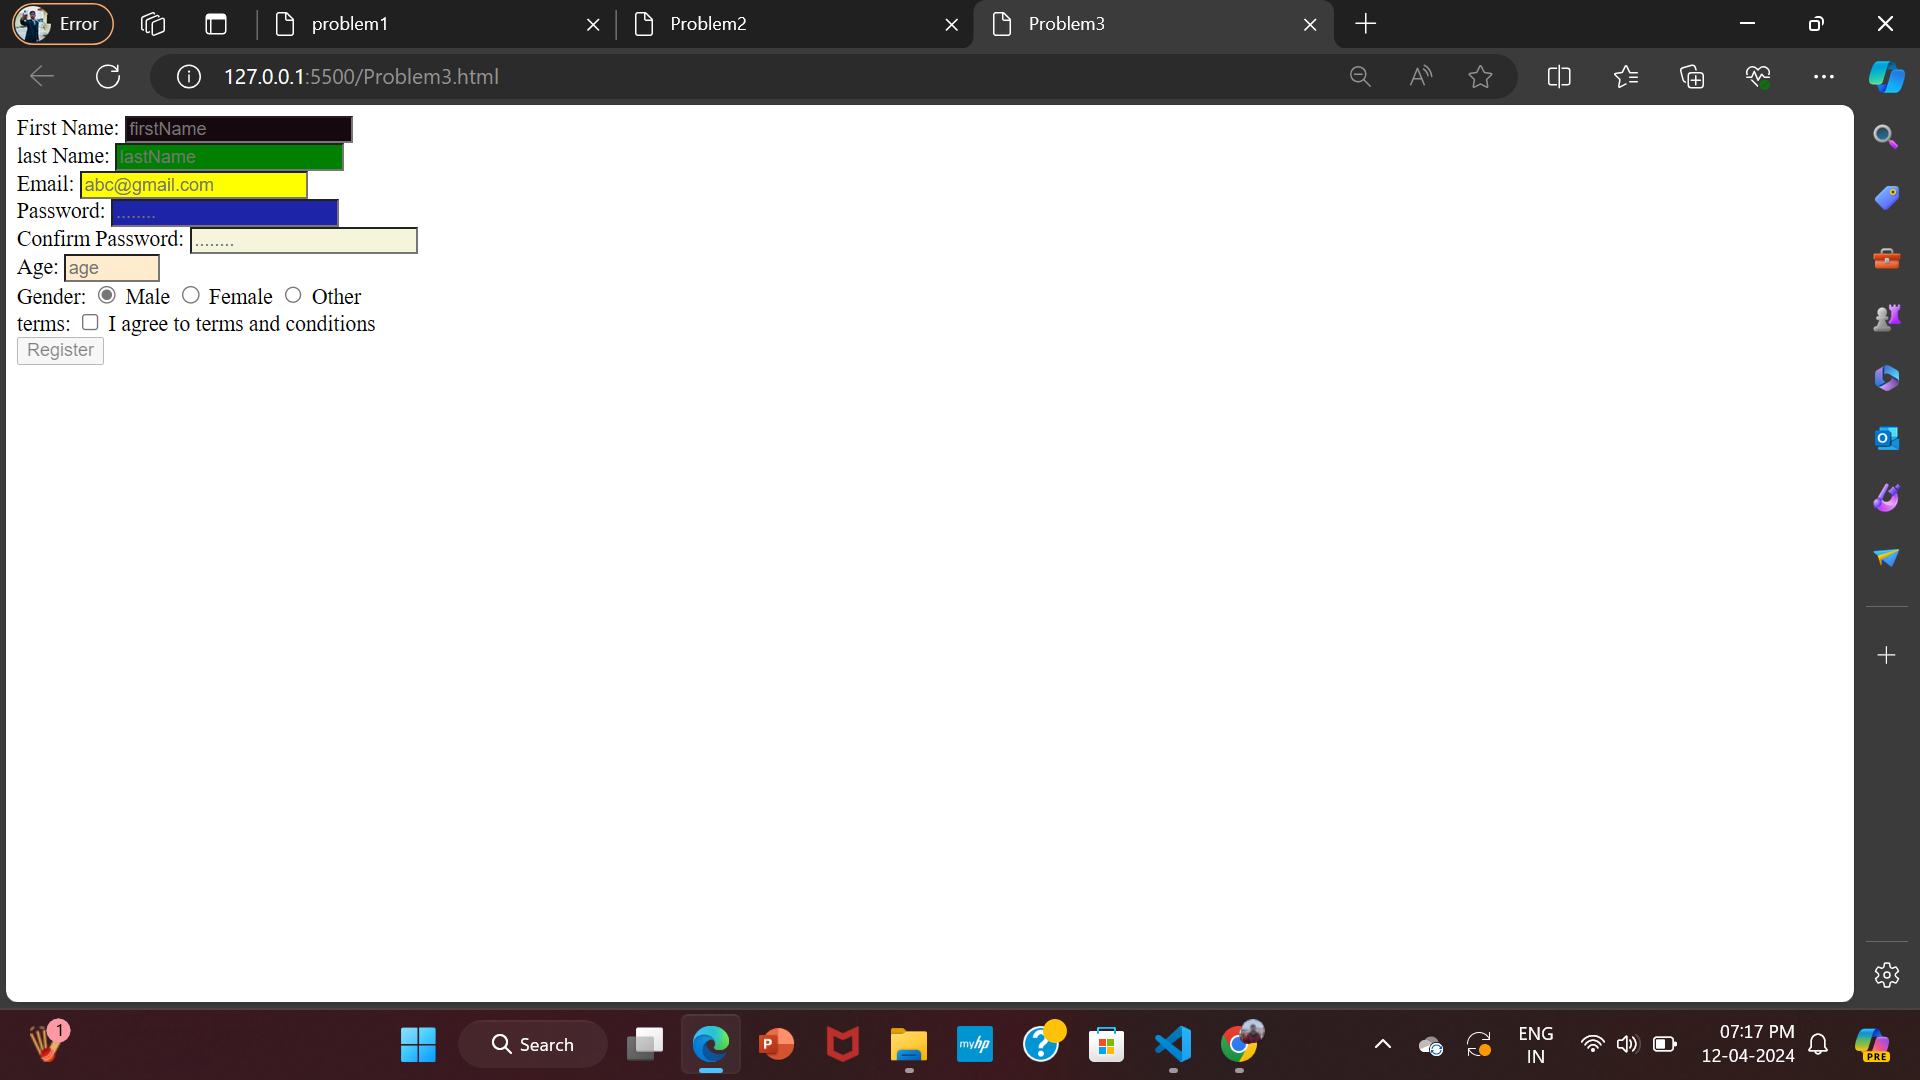 Error
problem1
Problem2
Problem3
127.0.0.1:5500/Problem3.html
First Name: firstName
last Name: lastName
Email: abc@gmail.com
Password: ........
Confirm Password: ........
Age: age
Gender: Male Female Other
terms: I agree to terms and conditions
Register
1
Search
P
myhp
?
ENG
IN
07:17 PM
12-04-2024
PRE